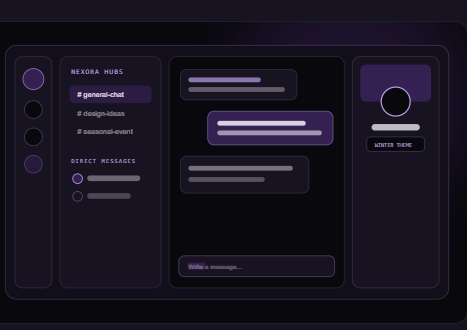 NEXORA HUBS
# general-chat
# design-ideas
# seasonal-event
DIRECT MESSAGES
Write a message...
WINTER THEME